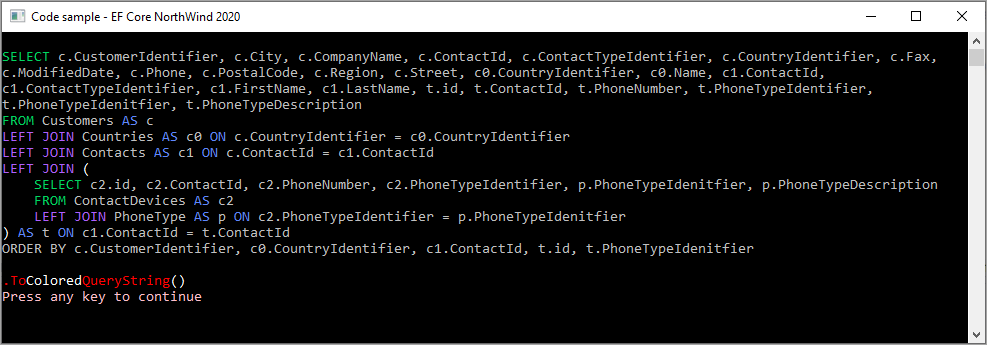 Code sample - EF Core NorthWind 2020
SELECT c.CustomerIdentifier, c.City, c.CompanyName, c.ContactId, c.ContactTypeIdentifier, c.CountryIdentifier, c.Fax,
c.ModifiedDate, c.Phone, c.PostalCode, c.Region, c.Street, c0.CountryIdentifier, c0.Name, c1.ContactId,
c1.ContactTypeIdentifier, c1.FirstName, c1.LastName, t.id, t.ContactId, t.PhoneNumber, t.PhoneTypeIdentifier,
t.PhoneTypeIdenitfier, t.PhoneTypeDescription
FROM Customers AS c
LEFT JOIN Countries AS c0 ON c.CountryIdentifier = c0.CountryIdentifier
LEFT JOIN Contacts AS c1 ON c.ContactId = c1.ContactId
LEFT JOIN (
    SELECT c2.id, c2.ContactId, c2.PhoneNumber, c2.PhoneTypeIdentifier, p.PhoneTypeIdenitfier, p.PhoneTypeDescription
    FROM ContactDevices AS c2
    LEFT JOIN PhoneType AS p ON c2.PhoneTypeIdentifier = p.PhoneTypeIdenitfier
) AS t ON c1.ContactId = t.ContactId
ORDER BY c.CustomerIdentifier, c0.CountryIdentifier, c1.ContactId, t.id, t.PhoneTypeIdenitfier
.ToColoredQueryString()
Press any key to continue